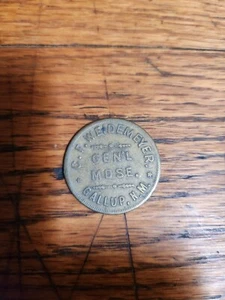 C.F. WEIDEMEYER.
GENL
MDSE.
GALLUP, N.M.